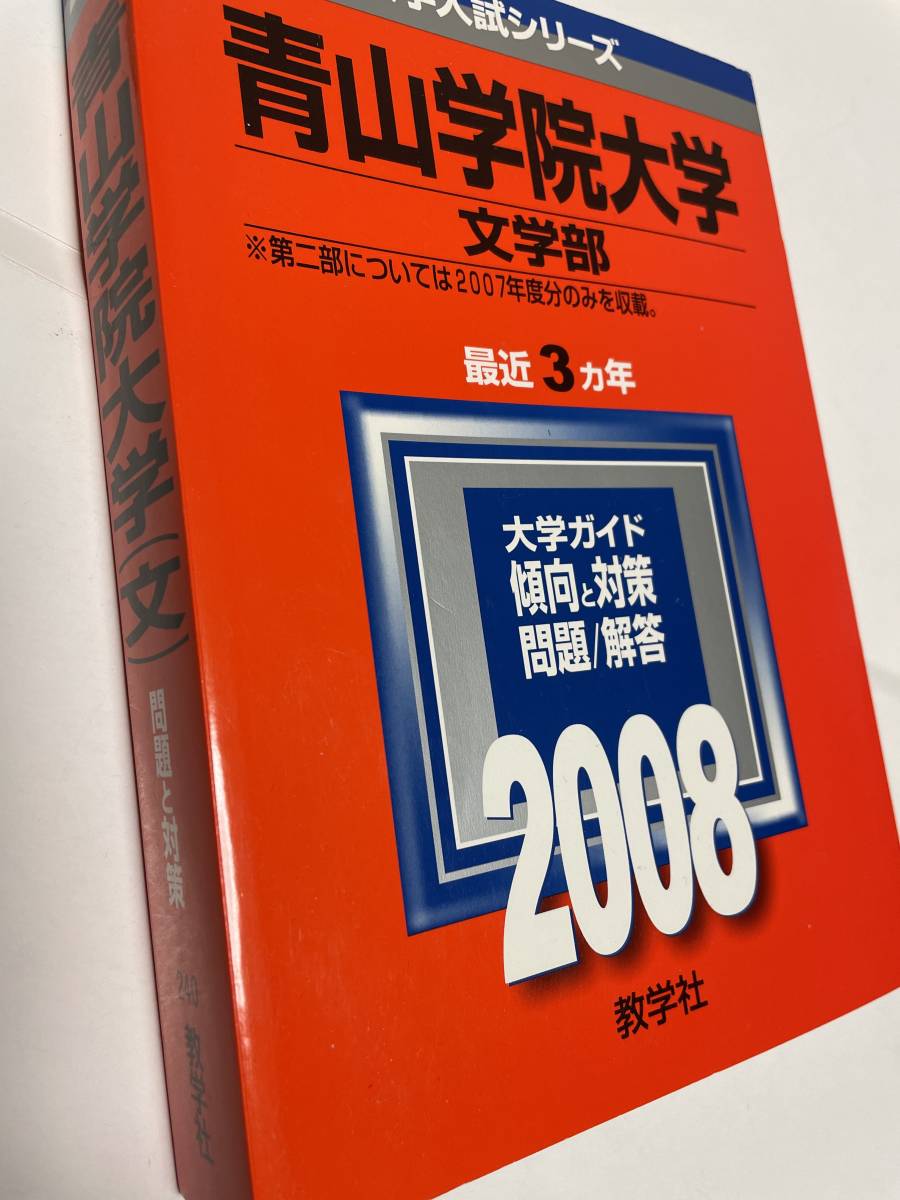 学入試シリーズ
青山学院大学
文学部
※第二部については2007年度分のみを収載。
最近3カ年
大学ガイド
傾向と対策
問題/解答
2008
教学社
青山学院大学(文)
問題と対策
240
教学社